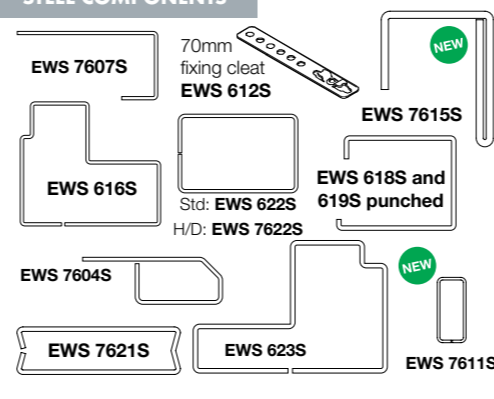 STEEL COMPONENTS
EWS 7607S
70mm
fixing cleat
EWS 612S
NEW
EWS 7615S
EWS 616S
Std: EWS 622S
H/D: EWS 7622S
EWS 618S and
619S punched
EWS 7604S
NEW
EWS 7621S
EWS 623S
EWS 7611S